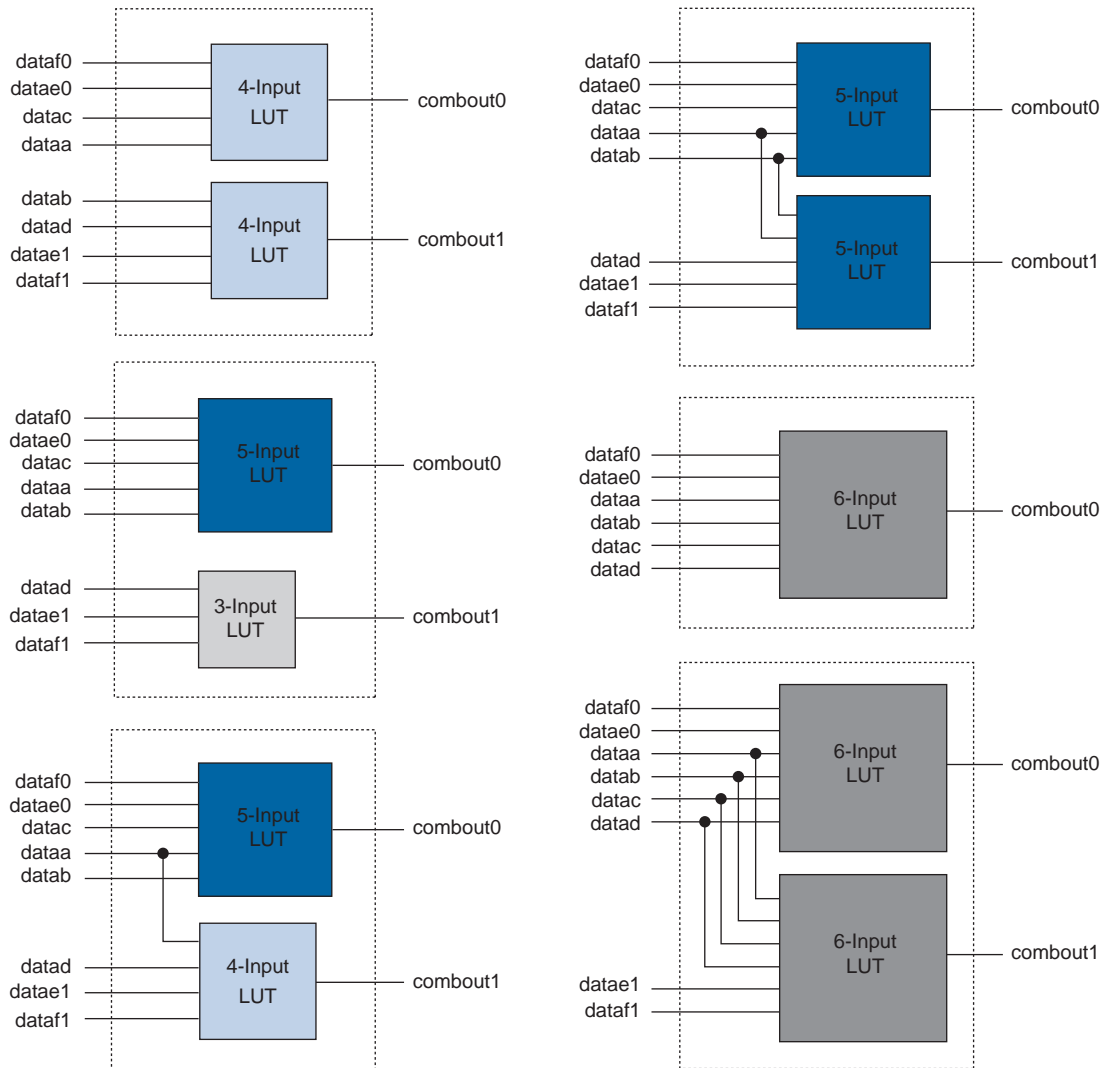 dataf0
datae0
datac
dataa
4-Input
LUT
combout0
datab
datad
datae1
dataf1
4-Input
LUT
combout1
dataf0
datae0
datac
dataa
datab
5-Input
LUT
combout0
datad
datae1
dataf1
3-Input
LUT
combout1
dataf0
datae0
datac
dataa
datab
5-Input
LUT
combout0
datad
datae1
dataf1
4-Input
LUT
combout1
dataf0
datae0
datac
dataa
datab
5-Input
LUT
combout0
datad
datae1
dataf1
5-Input
LUT
combout1
dataf0
datae0
dataa
datab
datac
datad
6-Input
LUT
combout0
dataf0
datae0
dataa
datab
datac
datad
6-Input
LUT
combout0
datae1
dataf1
6-Input
LUT
combout1